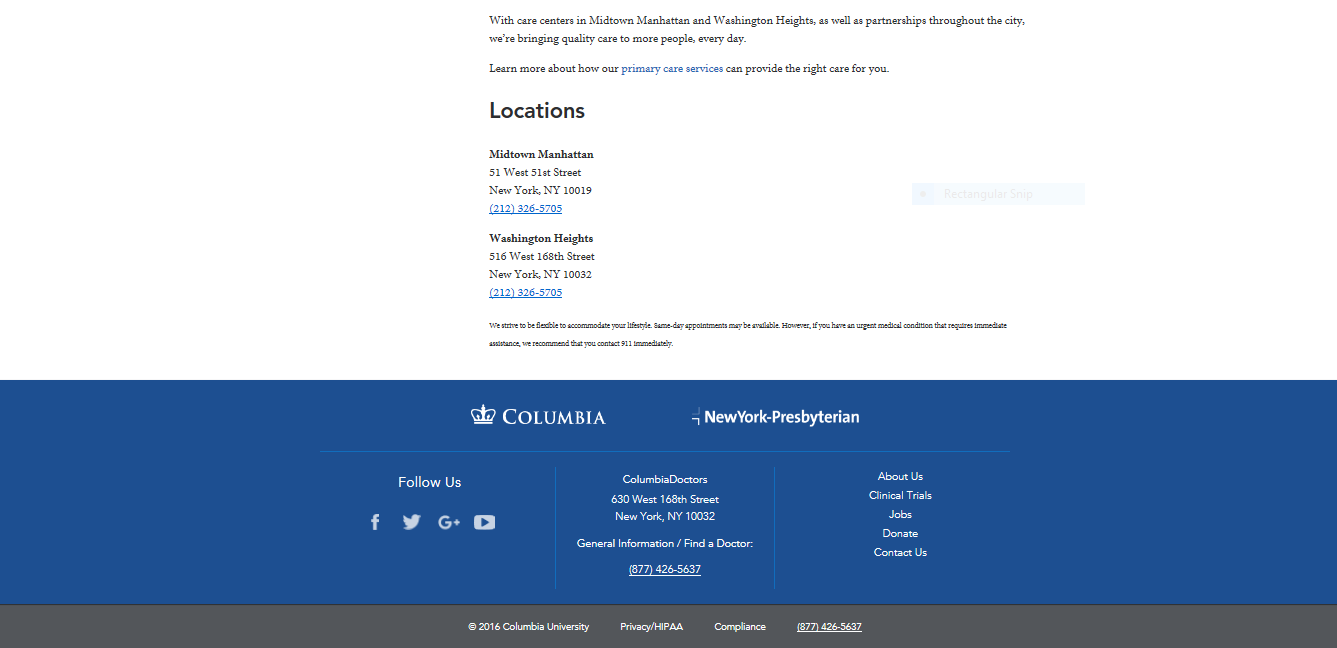 With care centers in Midtown Manhattan and Washington Heights, as well as partnerships throughout the city,
we're bringing quality care to more people, every day.
Learn more about how our primary care services can provide the right care for you.
Locations
Midtown Manhattan
51 West 51st Street
New York, NY 10019
(212) 326-5705
Rectangular Snip
Washington Heights
516 West 168th Street
New York, NY 10032
(212) 326-5705
We strive to be flexible to accommodate your lifestyle. Same-day appointments may be available. However, if you have an urgent medical condition that requires immediate
assistance, we recommend that you contact 911 immediately.
COLUMBIA
NewYork-Presbyterian
Follow Us
f
G+
ColumbiaDoctors
630 West 168th Street
New York, NY 10032
General Information / Find a Doctor:
(877) 426-5637
About Us
Clinical Trials
Jobs
Donate
Contact Us
© 2016 Columbia University
Privacy/HIPAA
Compliance
(877) 426-5637